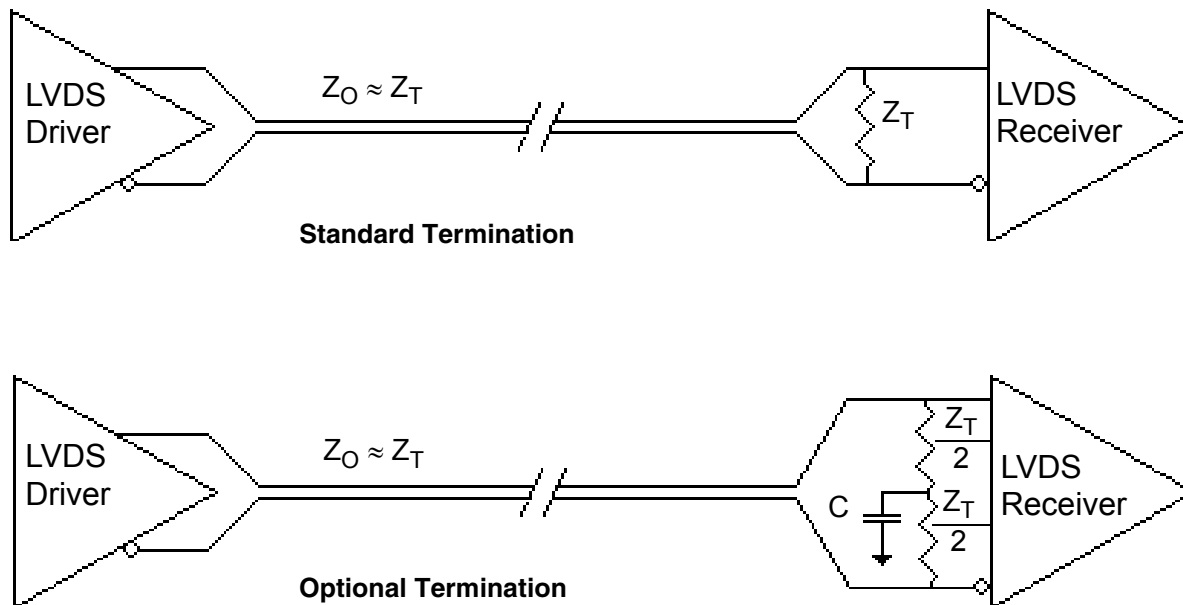 LVDS
Driver
Z_O ≈ Z_T
Z_T
LVDS
Receiver
Standard Termination
LVDS
Driver
Z_O ≈ Z_T
C
Z_T
2
Z_T
2
LVDS
Receiver
Optional Termination